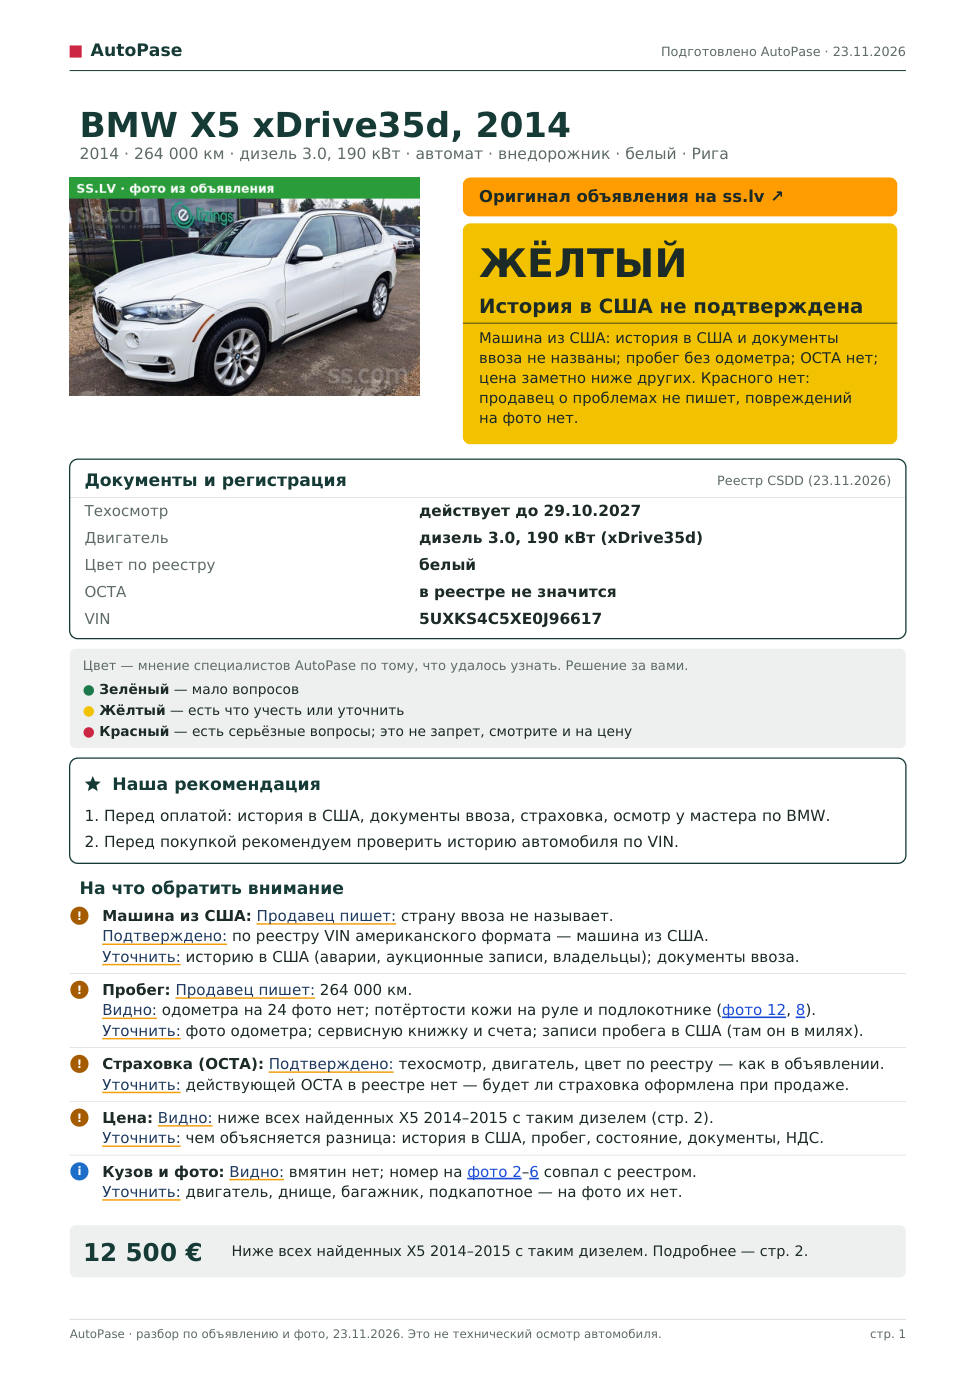 AutoPase
Подготовлено AutoPase · 23.11.2026
BMW X5 xDrive35d, 2014
2014 · 264 000 км · дизель 3.0, 190 кВт · автомат · внедорожник · белый · Рига
SS.LV · фото из объявления
ss.com
ss.com
Оригинал объявления на ss.lv ↗
ЖЁЛТЫЙ
История в США не подтверждена
Машина из США: история в США и документы
ввоза не названы; пробег без одометра; ОСТА нет;
цена заметно ниже других. Красного нет:
продавец о проблемах не пишет, повреждений
на фото нет.
Документы и регистрация
Реестр CSDD (23.11.2026)
Техосмотр действует до 29.10.2027
Двигатель дизель 3.0, 190 кВт (xDrive35d)
Цвет по реестру белый
ОСТА в реестре не значится
VIN 5UXKS4C5XE0J96617
Цвет — мнение специалистов AutoPase по тому, что удалось узнать. Решение за вами.
Зелёный — мало вопросов
Жёлтый — есть что учесть или уточнить
Красный — есть серьёзные вопросы; это не запрет, смотрите и на цену
★ Наша рекомендация
1. Перед оплатой: история в США, документы ввоза, страховка, осмотр у мастера по BMW.
2. Перед покупкой рекомендуем проверить историю автомобиля по VIN.
На что обратить внимание
! Машина из США: Продавец пишет: страну ввоза не называет.
Подтверждено: по реестру VIN американского формата — машина из США.
Уточнить: историю в США (аварии, аукционные записи, владельцы); документы ввоза.
! Пробег: Продавец пишет: 264 000 км.
Видно: одометра на 24 фото нет; потёртости кожи на руле и подлокотнике (фото 12, 8).
Уточнить: фото одометра; сервисную книжку и счета; записи пробега в США (там он в милях).
! Страховка (ОСТА): Подтверждено: техосмотр, двигатель, цвет по реестру — как в объявлении.
Уточнить: действующей ОСТА в реестре нет — будет ли страховка оформлена при продаже.
! Цена: Видно: ниже всех найденных X5 2014–2015 с таким дизелем (стр. 2).
Уточнить: чем объясняется разница: история в США, пробег, состояние, документы, НДС.
i Кузов и фото: Видно: вмятин нет; номер на фото 2–6 совпал с реестром.
Уточнить: двигатель, днище, багажник, подкапотное — на фото их нет.
12 500 €
Ниже всех найденных X5 2014–2015 с таким дизелем. Подробнее — стр. 2.
AutoPase · разбор по объявлению и фото, 23.11.2026. Это не технический осмотр автомобиля.
стр. 1